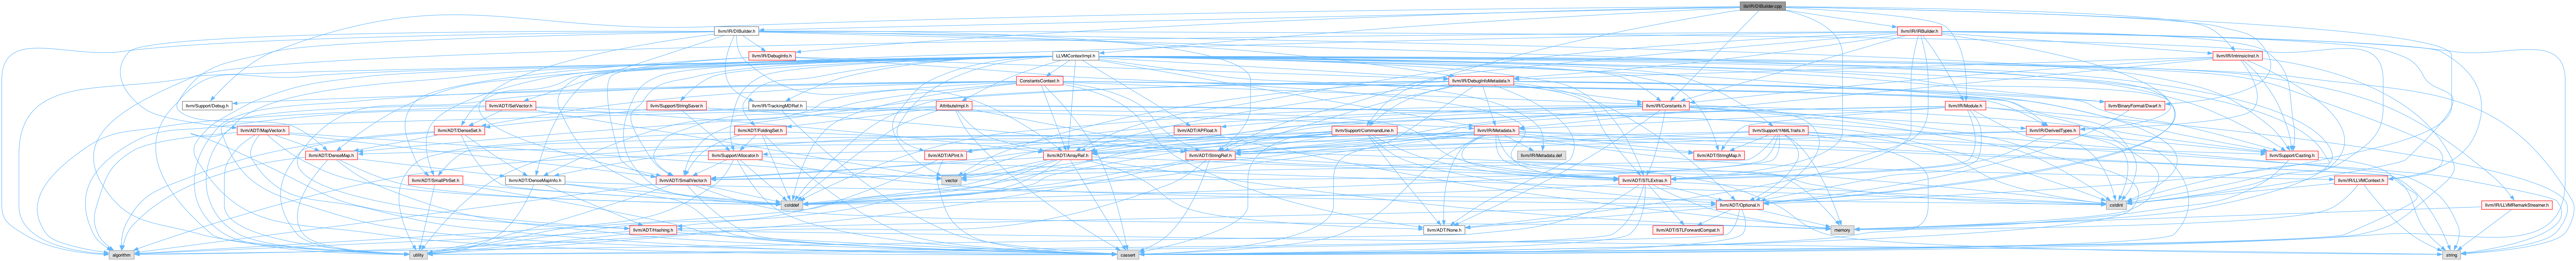 lib/IR/DIBuilder.cpp
llvm/IR/DIBuilder.h
llvm/IR/IRBuilder.h
llvm/IR/DebugInfo.h
LLVMContextImpl.h
llvm/IR/IntrinsicInst.h
ConstantsContext.h
llvm/IR/DebugInfoMetadata.h
llvm/Support/Debug.h
llvm/ADT/SetVector.h
llvm/Support/StringSaver.h
llvm/IR/TrackingMDRef.h
AttributeImpl.h
llvm/IR/Constants.h
llvm/IR/Module.h
llvm/BinaryFormat/Dwarf.h
llvm/ADT/MapVector.h
llvm/ADT/DenseSet.h
llvm/ADT/FoldingSet.h
llvm/ADT/APFloat.h
llvm/Support/CommandLine.h
llvm/IR/Metadata.h
llvm/Support/YAMLTraits.h
llvm/IR/DerivedTypes.h
llvm/ADT/DenseMap.h
llvm/Support/Allocator.h
llvm/ADT/APInt.h
llvm/ADT/ArrayRef.h
llvm/ADT/StringRef.h
llvm/IR/Metadata.def
llvm/ADT/StringMap.h
llvm/Support/Casting.h
llvm/ADT/SmallPtrSet.h
llvm/ADT/DenseMapInfo.h
llvm/ADT/SmallVector.h
vector
llvm/ADT/STLExtras.h
llvm/IR/LLVMContext.h
cstddef
llvm/ADT/Optional.h
cstdint
llvm/IR/LLVMRemarkStreamer.h
llvm/ADT/Hashing.h
llvm/ADT/None.h
llvm/ADT/STLForwardCompat.h
memory
algorithm
utility
cassert
string